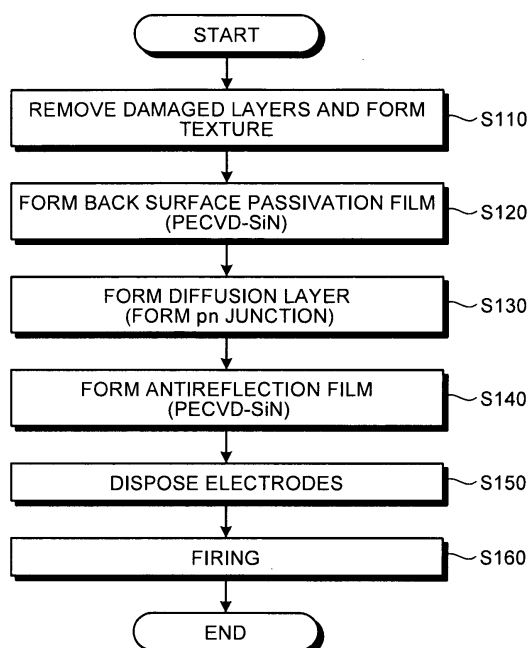 START
REMOVE DAMAGED LAYERS AND FORM
TEXTURE
S110
FORM BACK SURFACE PASSIVATION FILM
(PECVD-SiN)
S120
FORM DIFFUSION LAYER
(FORM pn JUNCTION)
S130
FORM ANTIREFLECTION FILM
(PECVD-SiN)
S140
DISPOSE ELECTRODES
S150
FIRING
S160
END